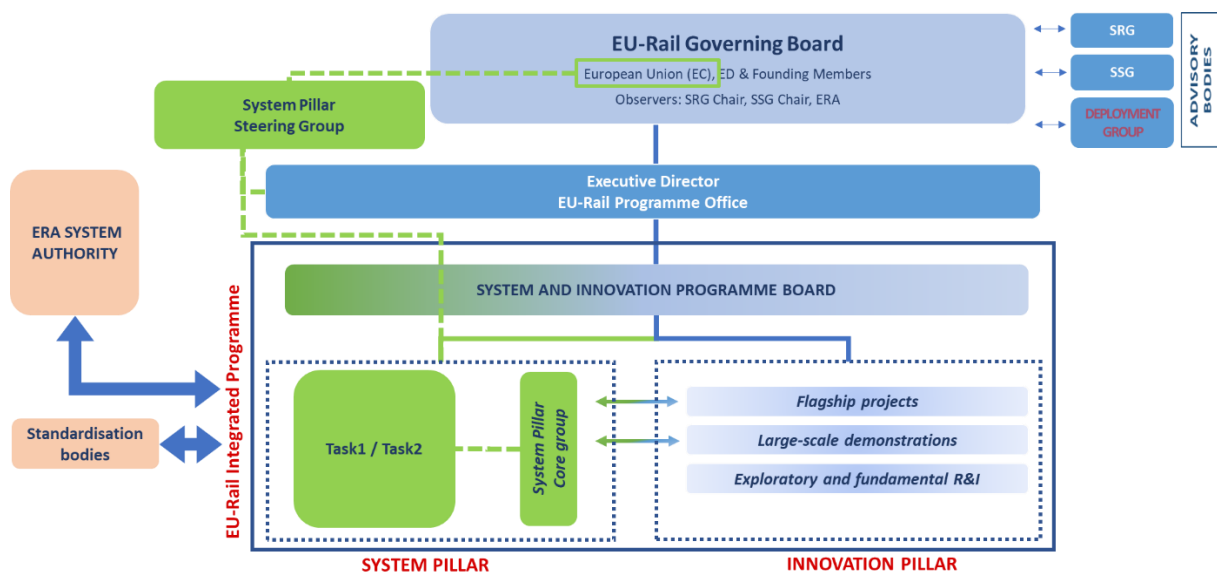 EU-Rail Governing Board
European Union (EC), ED & Founding Members
Observers: SRG Chair, SSG Chair, ERA
SRG
SSG
DEPLOYMENT
GROUP
ADVISORY
BODIES
System Pillar
Steering Group
Executive Director
EU-Rail Programme Office
ERA SYSTEM
AUTHORITY
Standardisation
bodies
EU-Rail Integrated Programme
SYSTEM AND INNOVATION PROGRAMME BOARD
Task1 / Task2
System Pillar
Core group
Flagship projects
Large-scale demonstrations
Exploratory and fundamental R&I
SYSTEM PILLAR
INNOVATION PILLAR